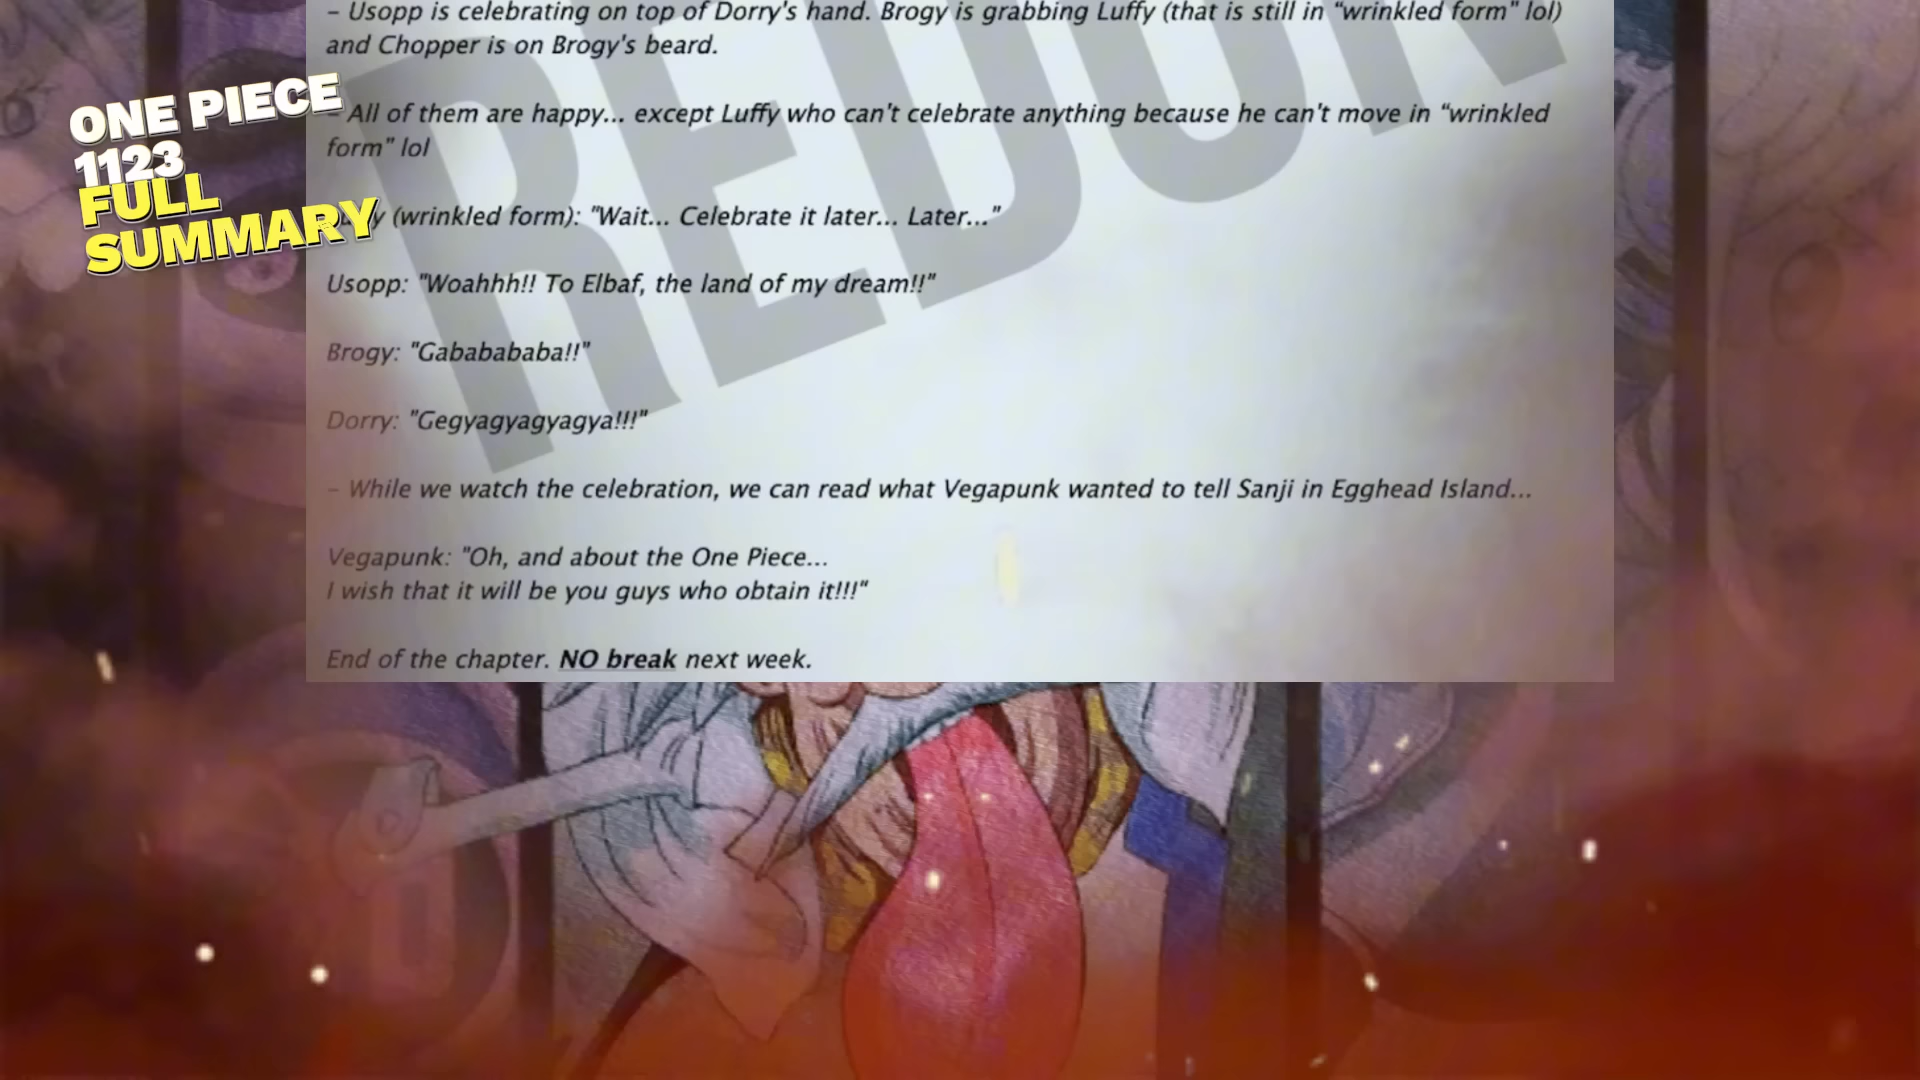 – Usopp is celebrating on top of Dorry's hand. Brogy is grabbing Luffy (that is still in “wrinkled form” lol)
and Chopper is on Brogy's beard.
ONE PIECE
1123
FULL
SUMMARY
– All of them are happy... except Luffy who can't celebrate anything because he can't move in “wrinkled
form” lol
(wrinkled form): "Wait... Celebrate it later... Later..."
Usopp: "Woahhh!! To Elbaf, the land of my dream!!"
Brogy: "Gabababababa!!"
Dorry: "Gegyagyagyagya!!!"
– While we watch the celebration, we can read what Vegapunk wanted to tell Sanji in Egghead Island...
Vegapunk: "Oh, and about the One Piece...
I wish that it will be you guys who obtain it!!!"
End of the chapter. NO break next week.
REDON